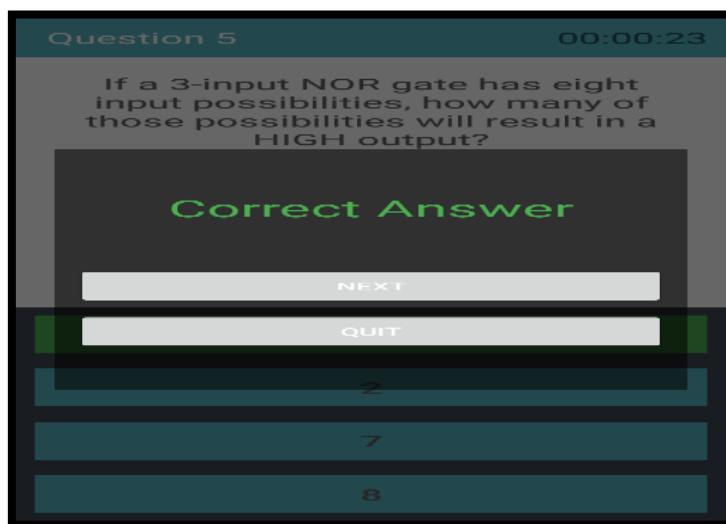 Question 5 00:00:23
If a 3-input NOR gate has eight
input possibilities, how many of
those possibilities will result in a
HIGH output?
Correct Answer
NEXT
QUIT
2
7
8